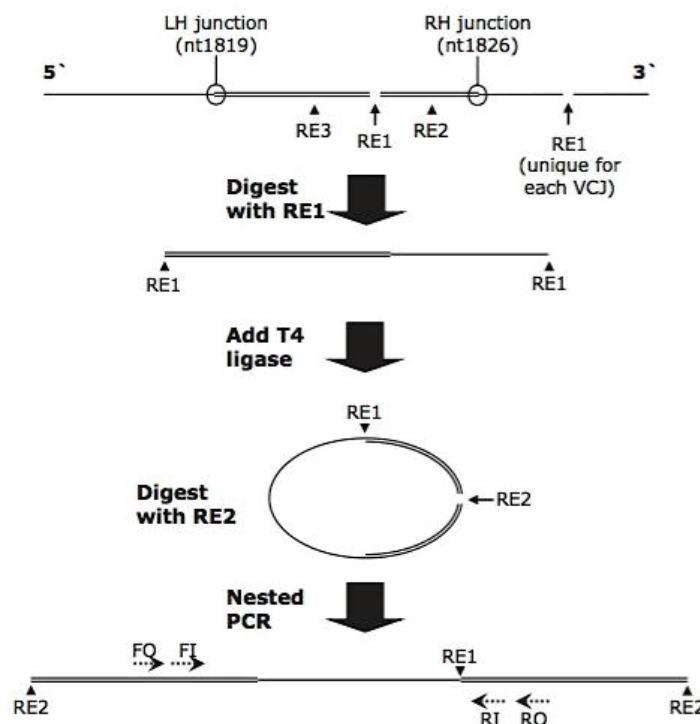 LH junction
(nt1819)
RH junction
(nt1826)
5`
3`
RE3
RE1
RE2
RE1
(unique for
each VCJ)
Digest
with RE1
RE1
RE1
Add T4
ligase
RE1
Digest
with RE2
RE2
Nested
PCR
FO
FI
RE1
RE2
RE2
RI
RO